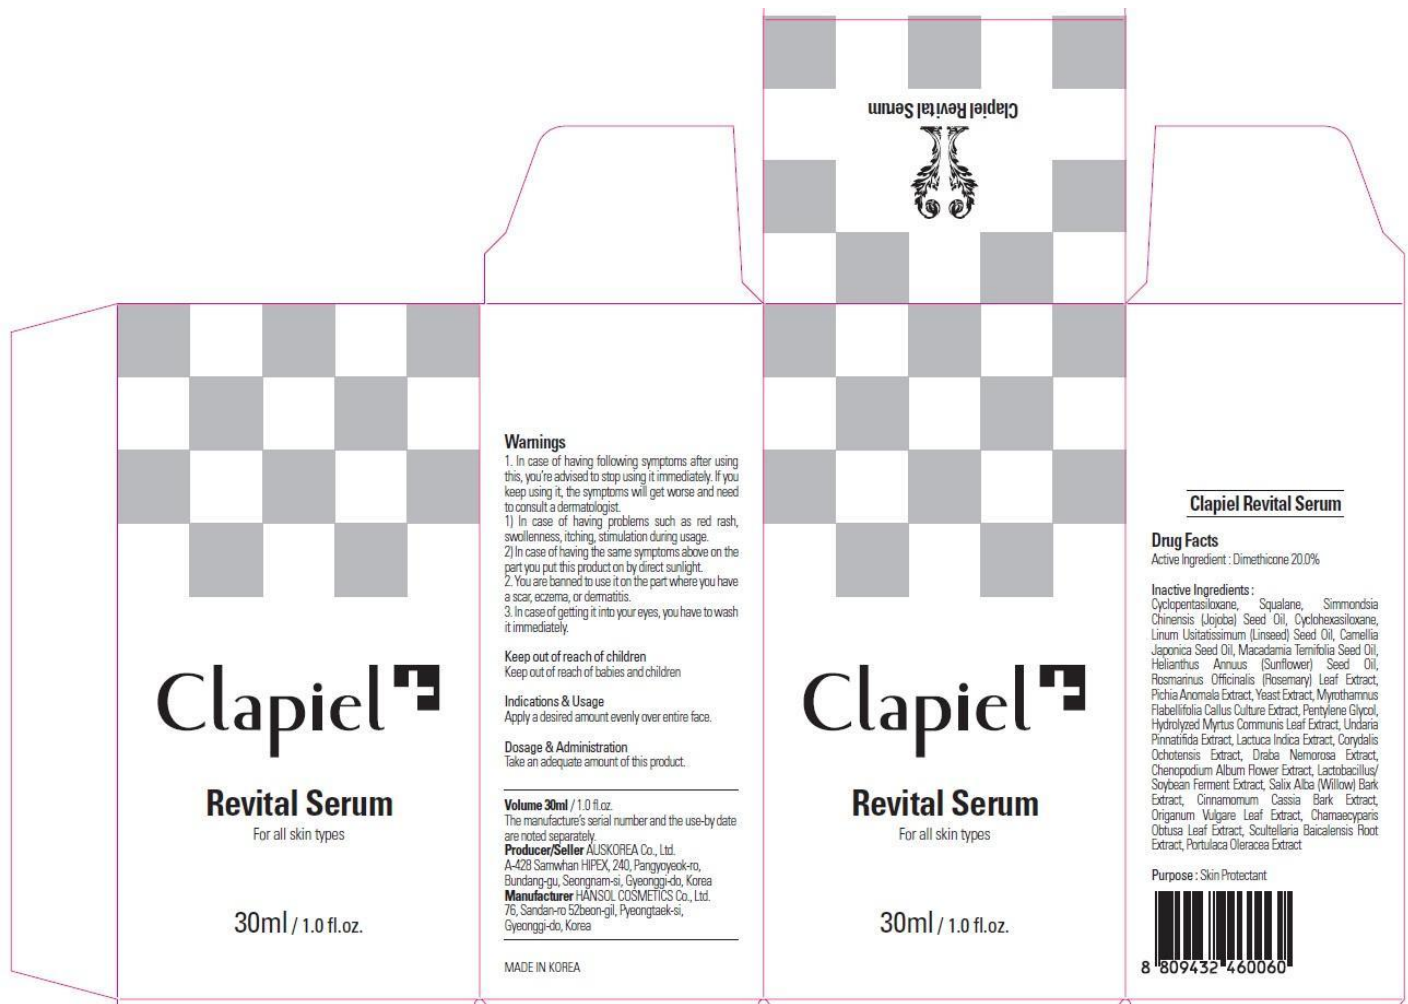 Clapiel Revital Serum
Clapiel
Revital Serum
For all skin types
30ml / 1.0 fl.oz.
Warnings
1. In case of having following symptoms after using
this, you're advised to stop using it immediately. If you
keep using it, the symptoms will get worse and need
to consult a dermatologist.
1) In case of having problems such as red rash,
swollenness, itching, stimulation during usage.
2) In case of having the same symptoms above on the
part you put this product on by direct sunlight.
2. You are banned to use it on the part where you have
a scar, eczema, or dermatitis.
3. In case of getting it into your eyes, you have to wash
it immediately.
Keep out of reach of children
Keep out of reach of babies and children
Indications & Usage
Apply a desired amount evenly over entire face.
Dosage & Administration
Take an adequate amount of this product.
Volume 30ml / 1.0 fl.oz.
The manufacture's serial number and the use-by date
are noted separately.
Producer/Seller AUSKOREA Co., Ltd.
A-428 Samwhan HIPEX, 240, Pangyoyeok-ro,
Bundang-gu, Seongnam-si, Gyeonggi-do, Korea
Manufacturer HANSOL COSMETICS Co., Ltd.
76, Sandan-ro 52beon-gil, Pyeongtaek-si,
Gyeonggi-do, Korea
MADE IN KOREA
Clapiel
Revital Serum
For all skin types
30ml / 1.0 fl.oz.
Clapiel Revital Serum
Drug Facts
Active Ingredient : Dimethicone 20.0%
Inactive Ingredients :
Cyclopentasiloxane, Squalane, Simmondsia
Chinensis (Jojoba) Seed Oil, Cyclohexasiloxane,
Linum Usitatissimum (Linseed) Seed Oil, Camellia
Japonica Seed Oil, Macadamia Ternifolia Seed Oil,
Helianthus Annuus (Sunflower) Seed Oil,
Rosmarinus Officinalis (Rosemary) Leaf Extract,
Pichia Anomala Extract, Yeast Extract, Myrothamnus
Flabellifolia Callus Culture Extract, Pentylene Glycol,
Hydrolyzed Myrtus Communis Leaf Extract, Undaria
Pinnatifida Extract, Lactuca Indica Extract, Corydalis
Ochotensis Extract, Draba Nemorosa Extract,
Chenopodium Album Flower Extract, Lactobacillus/
Soybean Ferment Extract, Salix Alba (Willow) Bark
Extract, Cinnamomum Cassia Bark Extract,
Origanum Vulgare Leaf Extract, Chamaecyparis
Obtusa Leaf Extract, Scultellaria Baicalensis Root
Extract, Portulaca Oleracea Extract
Purpose : Skin Protectant
8 809432 460060